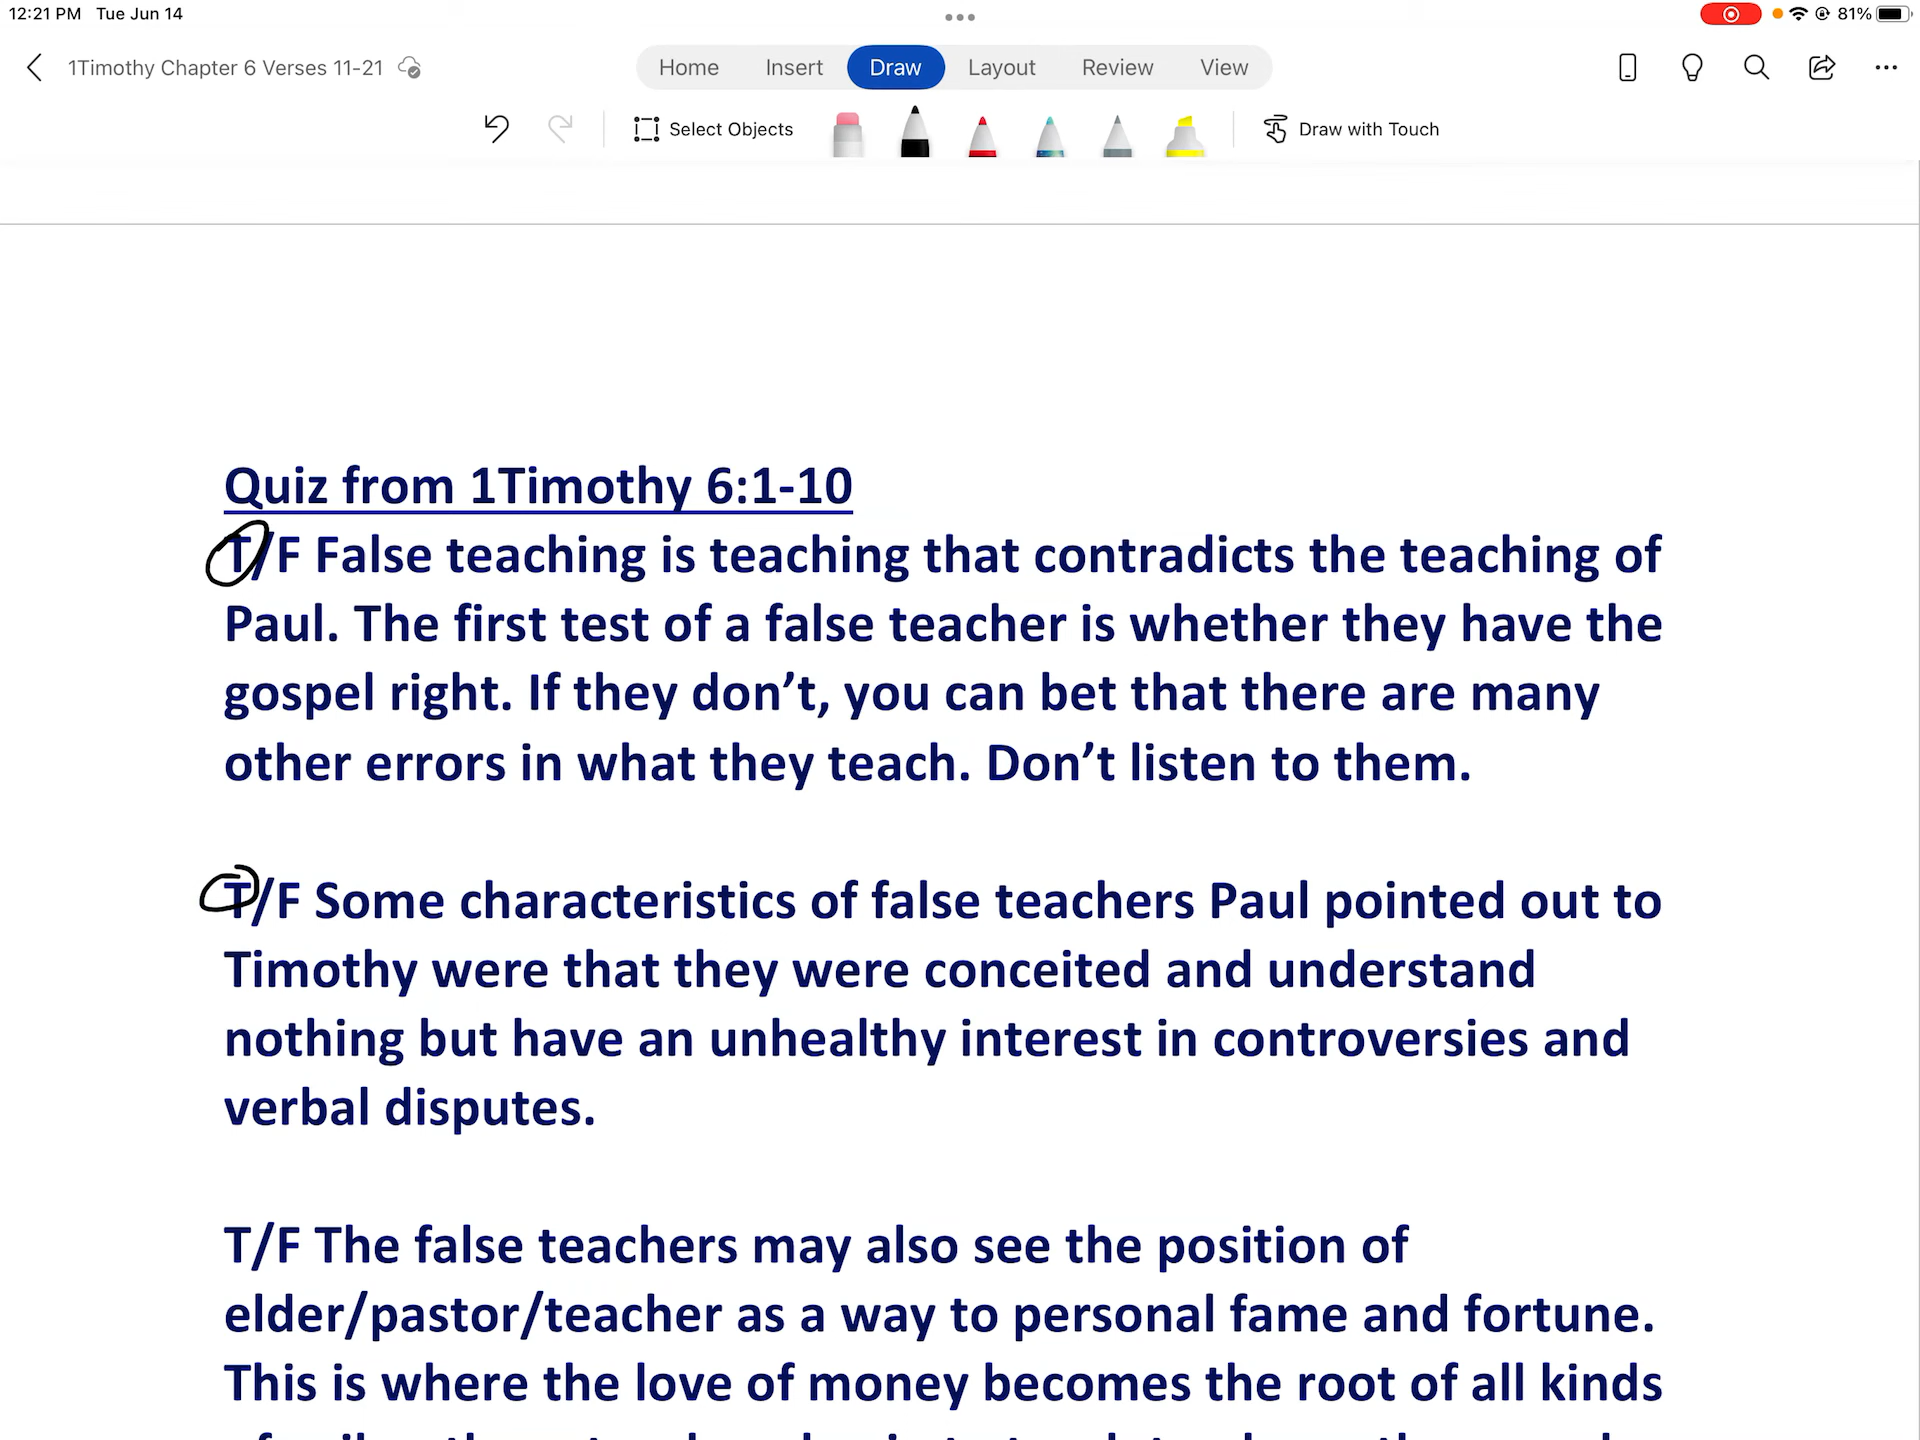 12:21 PM Tue Jun 14
81%
1Timothy Chapter 6 Verses 11-21
Home Insert Draw Layout Review View
Select Objects
Draw with Touch
Quiz from 1Timothy 6:1-10
T/F False teaching is teaching that contradicts the teaching of
Paul. The first test of a false teacher is whether they have the
gospel right. If they don’t, you can bet that there are many
other errors in what they teach. Don’t listen to them.
T/F Some characteristics of false teachers Paul pointed out to
Timothy were that they were conceited and understand
nothing but have an unhealthy interest in controversies and
verbal disputes.
T/F The false teachers may also see the position of
elder/pastor/teacher as a way to personal fame and fortune.
This is where the love of money becomes the root of all kinds